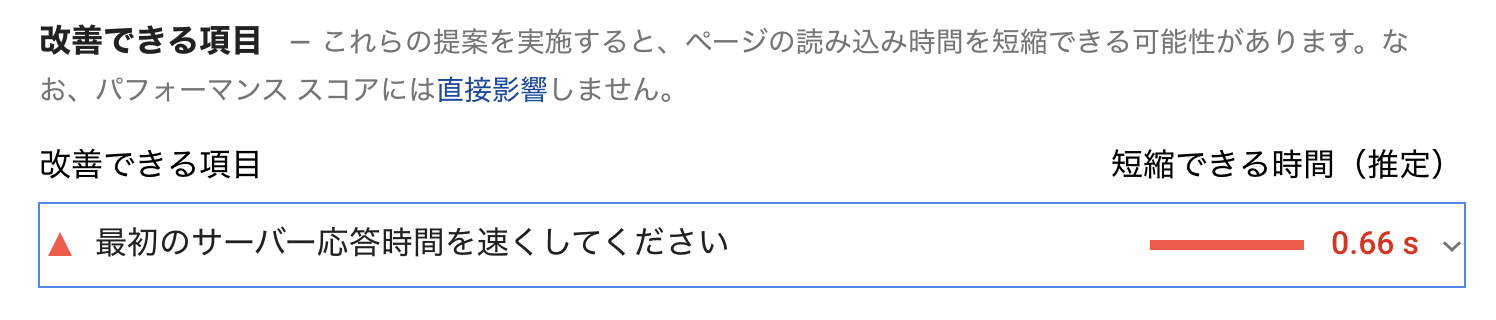 改善できる項目 — これらの提案を実施すると、ページの読み込み時間を短縮できる可能性があります。な
お、パフォーマンス スコアには直接影響しません。
改善できる項目 短縮できる時間（推定）
最初のサーバー応答時間を速くしてください 0.66 s